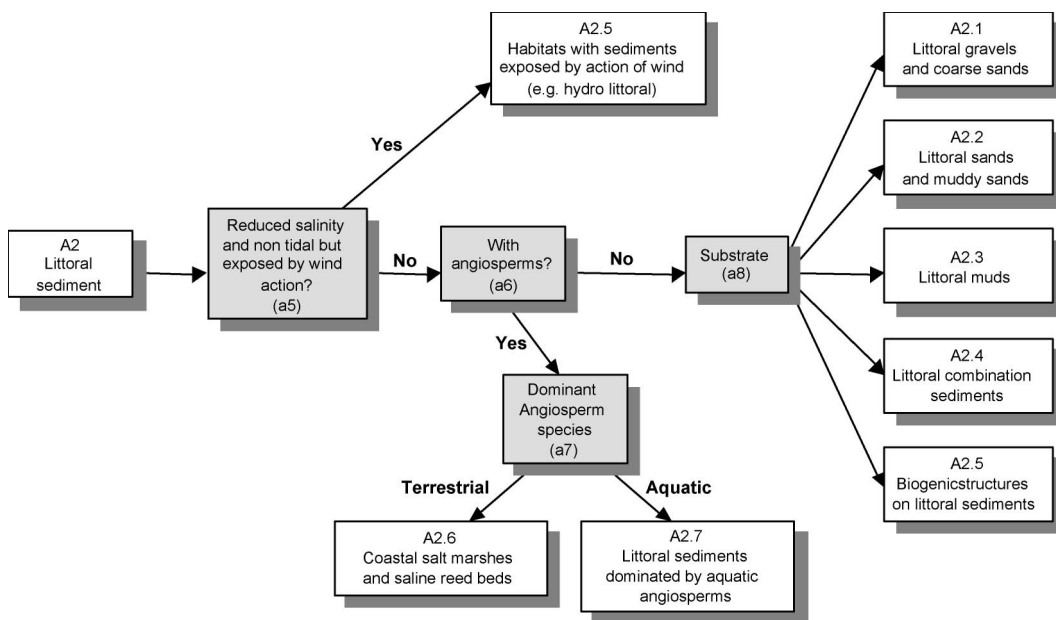 A2
Littoral
sediment
Reduced salinity
and non tidal but
exposed by wind
action?
(a5)
Yes
A2.5
Habitats with sediments
exposed by action of wind
(e.g. hydro littoral)
No
With
angiosperms?
(a6)
Yes
Dominant
Angiosperm
species
(a7)
Terrestrial
A2.6
Coastal salt marshes
and saline reed beds
Aquatic
A2.7
Littoral sediments
dominated by aquatic
angiosperms
No
Substrate
(a8)
A2.1
Littoral gravels
and coarse sands
A2.2
Littoral sands
and muddy sands
A2.3
Littoral muds
A2.4
Littoral combination
sediments
A2.5
Biogenicstructures
on littoral sediments